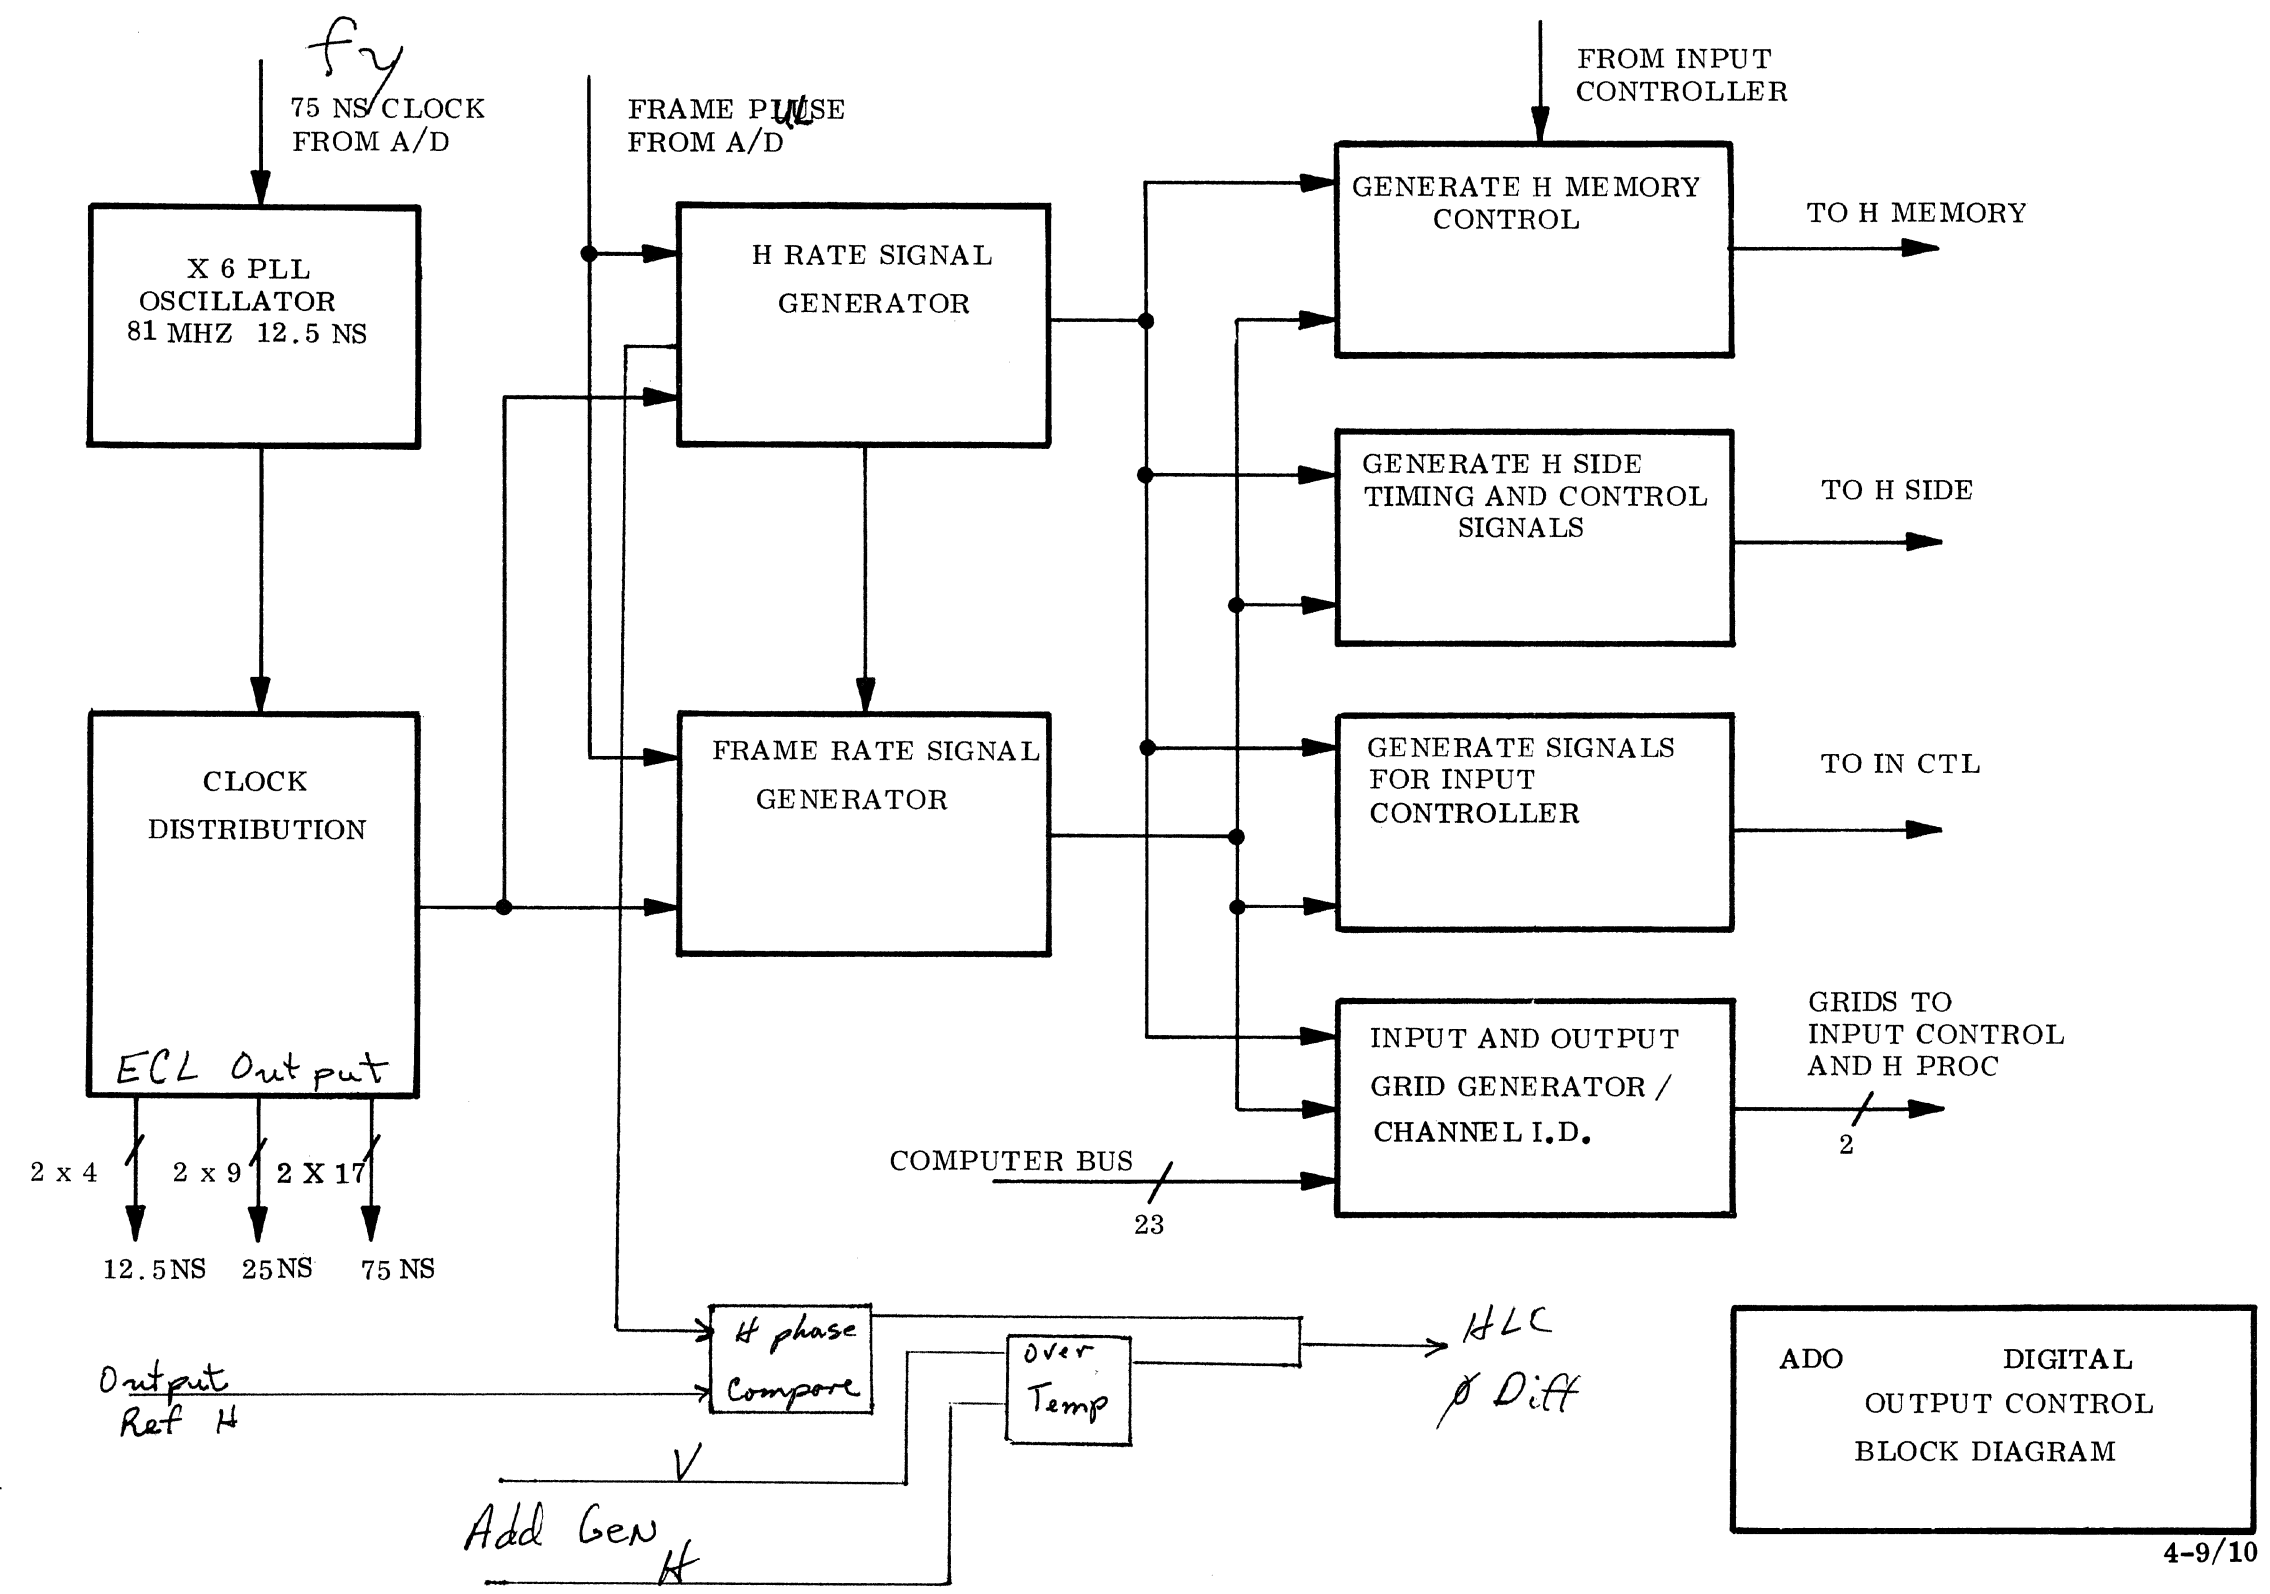 fy
75 NS CLOCK
FROM A/D
FRAME PULSE
FROM A/D
FROM INPUT
CONTROLLER
X 6 PLL
OSCILLATOR
81 MHZ 12.5 NS
H RATE SIGNAL
GENERATOR
GENERATE H MEMORY
CONTROL
TO H MEMORY
GENERATE H SIDE
TIMING AND CONTROL
SIGNALS
TO H SIDE
CLOCK
DISTRIBUTION
ECL Output
FRAME RATE SIGNAL
GENERATOR
GENERATE SIGNALS
FOR INPUT
CONTROLLER
TO IN CTL
INPUT AND OUTPUT
GRID GENERATOR /
CHANNEL I.D.
GRIDS TO
INPUT CONTROL
AND H PROC
2
COMPUTER BUS
23
2 x 4
2 x 9
2 X 17
12.5NS
25NS
75 NS
H phase
Compare
Over
Temp
HLC
ø Diff
Output
Ref H
V
Add Gen
H
ADO DIGITAL
OUTPUT CONTROL
BLOCK DIAGRAM
4-9/10